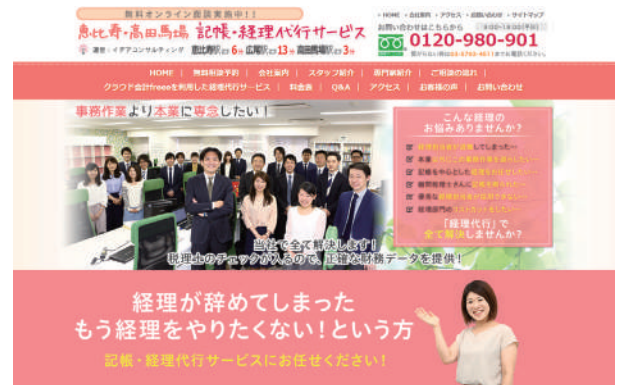 無料オンライン面談実施中!!
恵比寿・高田馬場 記帳・経理代行サービス
運営:イデアコンサルティング 恵比寿駅 6分 広尾駅 13分 高田馬場駅 3分
HOME 会社案内 アクセス お問い合わせ サイトマップ
お問い合わせはこちらから 9:00-18:00(平日)
0120-980-901
HOME | 無料相談予約 | 会社案内 | スタッフ紹介 | 専門家紹介 | ご相談の流れ |
クラウド会計freeeを利用した経理代行サービス | 料金表 | Q&A | アクセス | お客様の声 | お問い合わせ
事務作業より本業に専念したい!
こんな経理の
お悩みありませんか?
してしまった〜
「経理代行」で
全て解決しませんか?
当社で全て解決します!
税理士のチェックが入るので、正確な財務データを提供!
経理が辞めてしまった
もう経理をやりたくない!という方
記帳・経理代行サービスにお任せください!